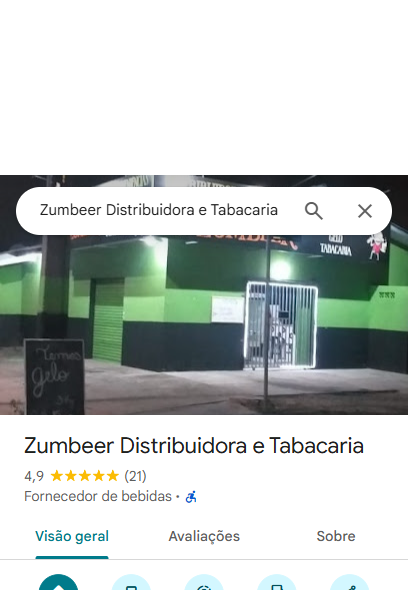 Zumbeer Distribuidora e Tabacaria
GELO
TABACARIA
Temos
gelo
Zumbeer Distribuidora e Tabacaria
4,9 (21)
Fornecedor de bebidas ·
Visão geral
Avaliações
Sobre